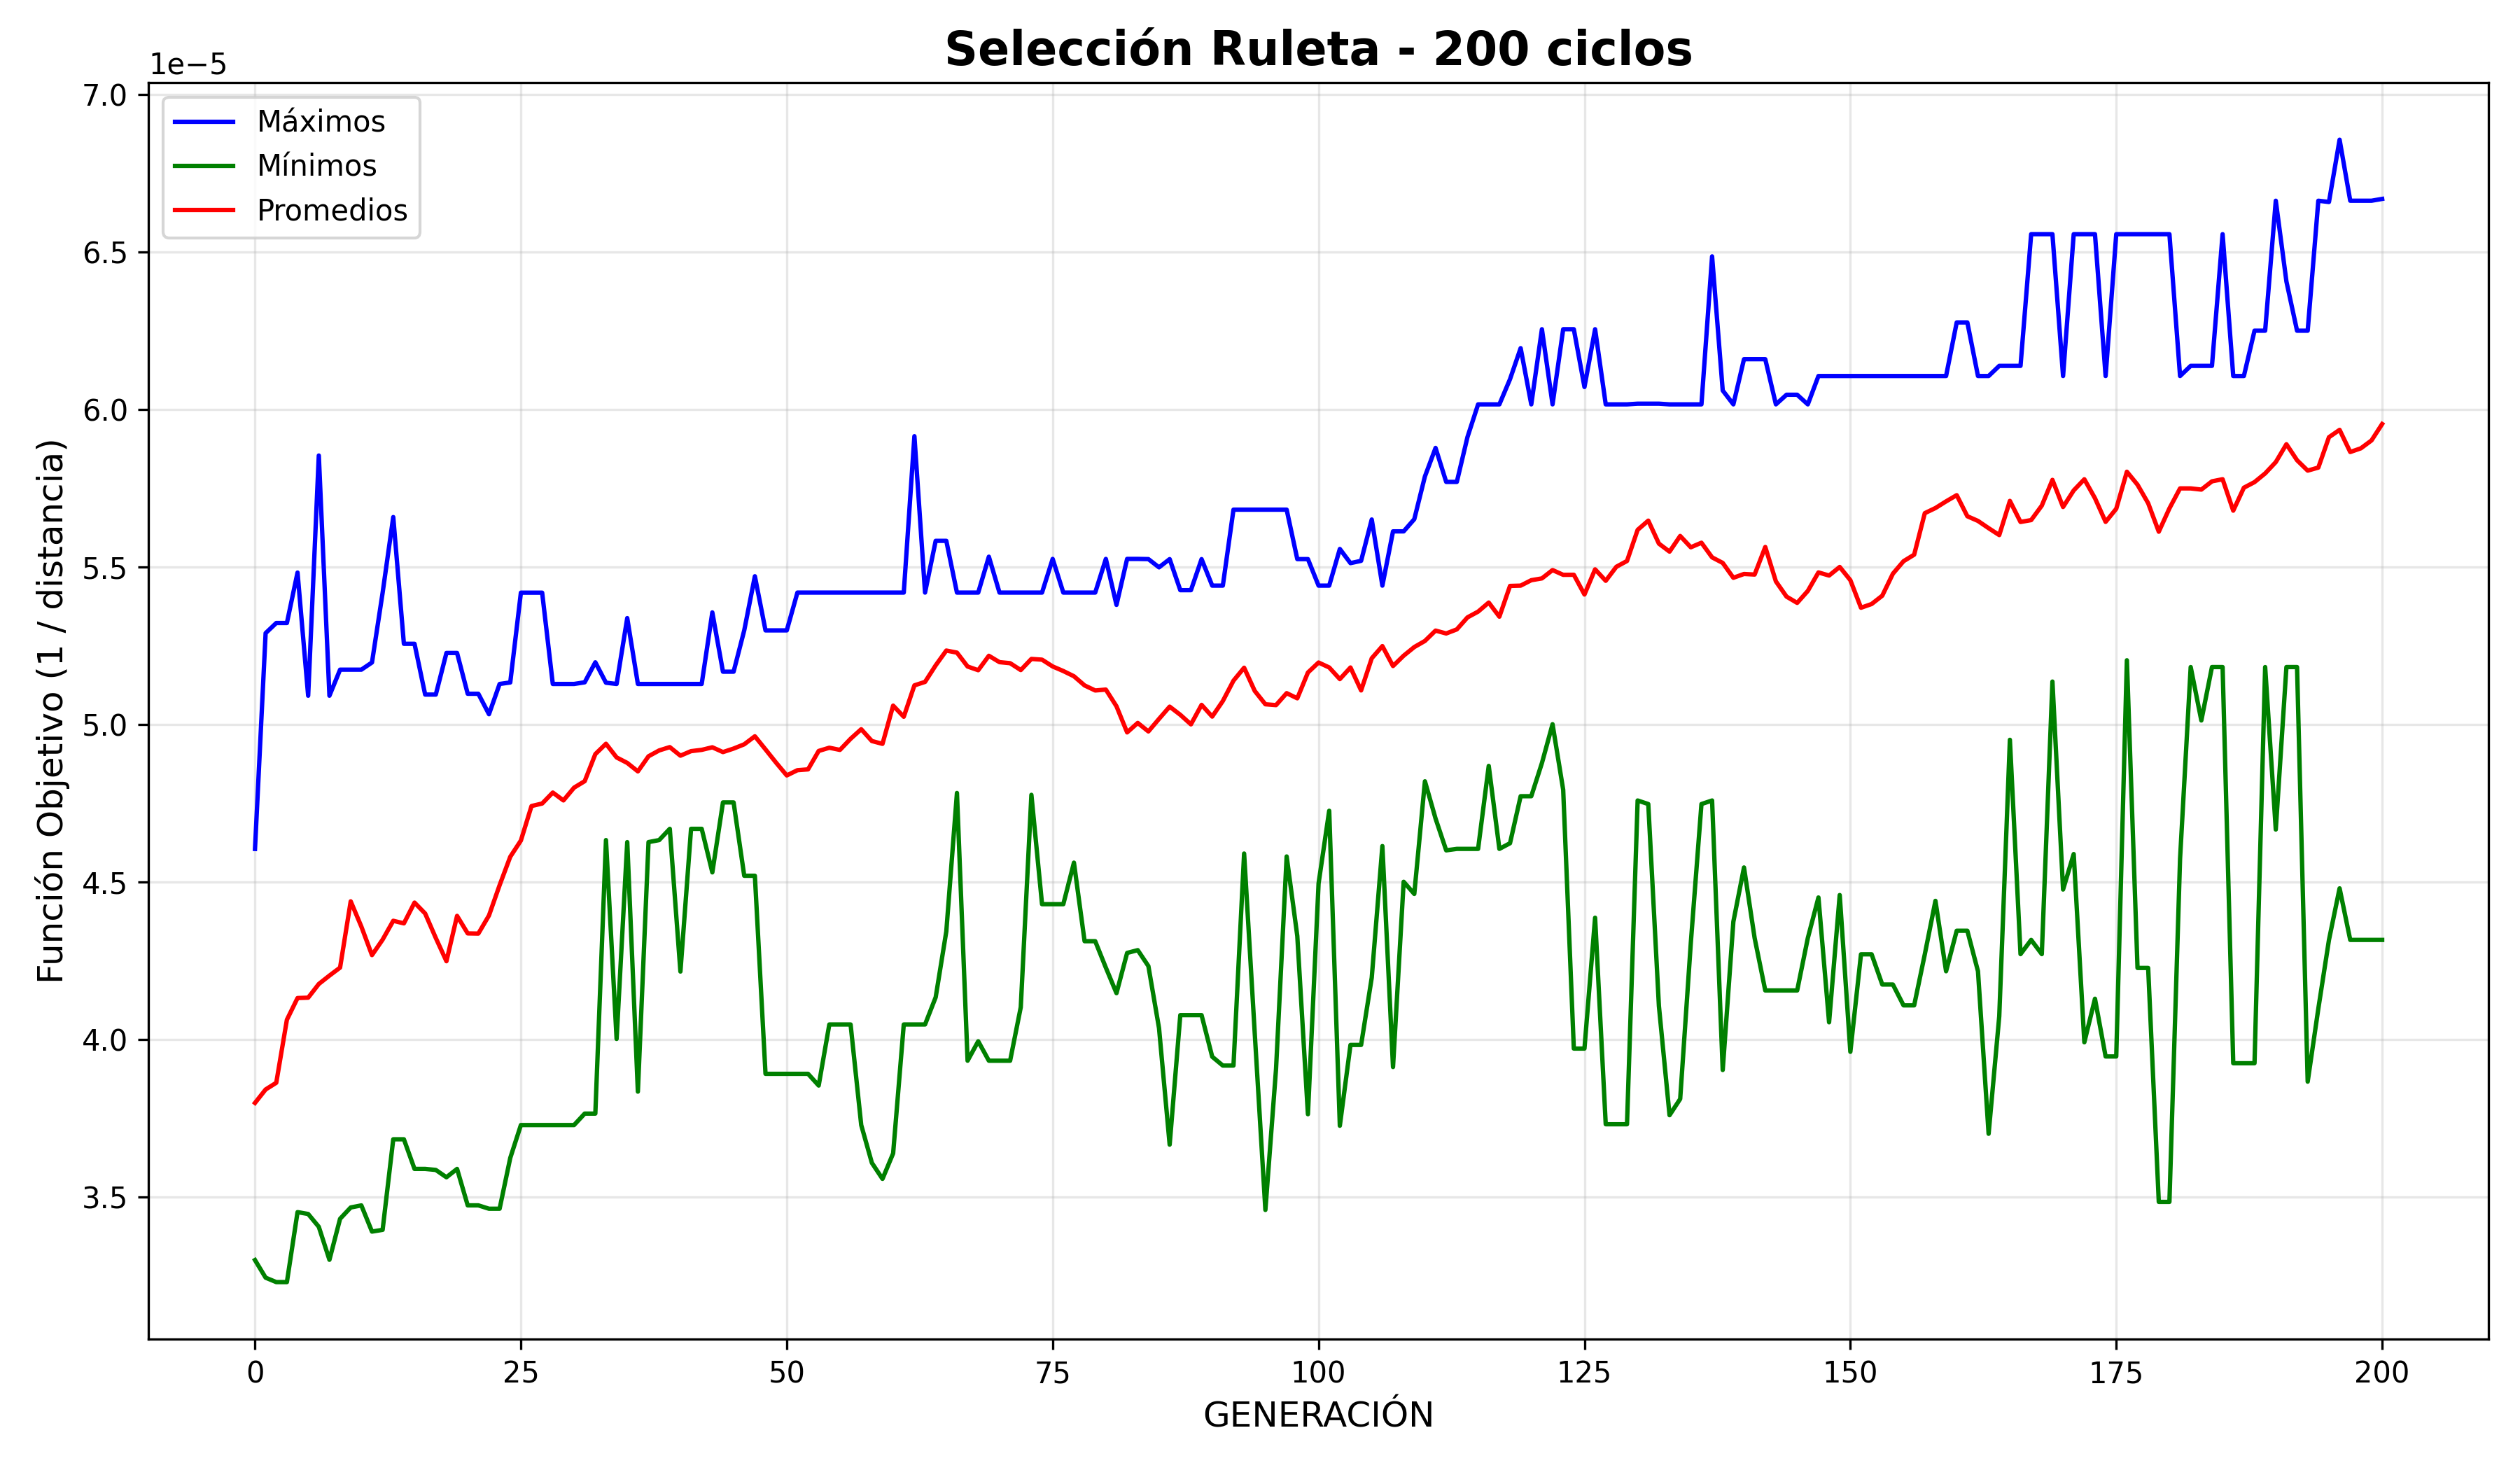 Selección Ruleta - 200 ciclos
1e−5
Máximos
Mínimos
Promedios
Función Objetivo (1 / distancia)
7.0
6.5
6.0
5.5
5.0
4.5
4.0
3.5
0 25 50 75 100 125 150 175 200
GENERACIÓN